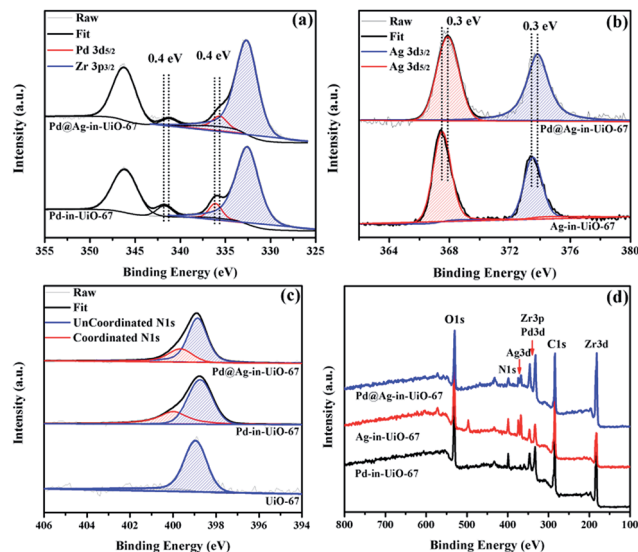 (a)
Raw
Fit
Pd 3d5/2
Zr 3p3/2
0.4 eV
0.4 eV
Pd@Ag-in-UiO-67
Pd-in-UiO-67
Intensity (a.u.)
355 350 345 340 335 330 325
Binding Energy (eV)
(b)
Raw
Fit
Ag 3d3/2
Ag 3d5/2
0.3 eV
0.3 eV
Pd@Ag-in-UiO-67
Ag-in-UiO-67
Intensity (a.u.)
364 368 372 376 380
Binding Energy (eV)
(c)
Raw
Fit
UnCoordinated N1s
Coordinated N1s
Pd@Ag-in-UiO-67
Pd-in-UiO-67
UiO-67
Intensity (a.u.)
406 404 402 400 398 396 394
Binding Energy (eV)
(d)
O1s
N1s
Ag3d
Zr3p
Pd3d
C1s
Zr3d
Pd@Ag-in-UiO-67
Ag-in-UiO-67
Pd-in-UiO-67
Intensity (a.u.)
800 700 600 500 400 300 200 100
Binding Energy (eV)